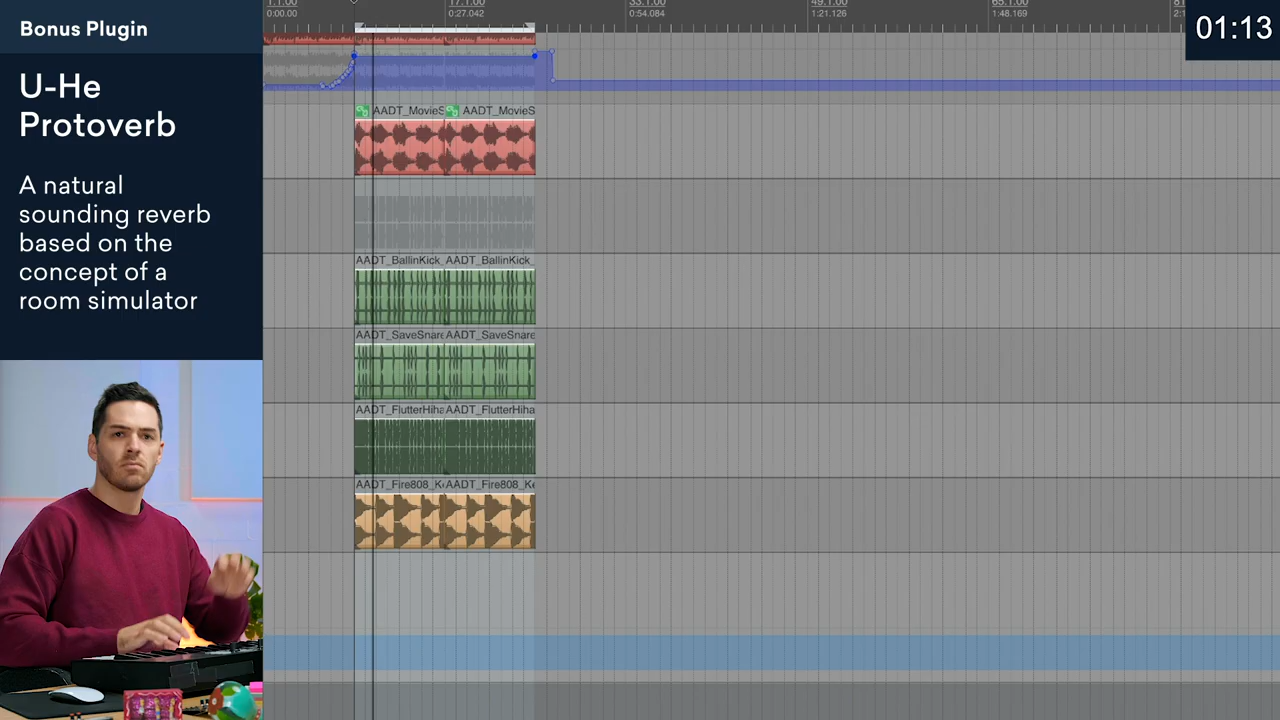 Bonus Plugin
U-He
Protoverb
A natural
sounding reverb
based on the
concept of a
room simulator
1.1.00
17.1.00
33.1.00
49.1.00
65.1.00
0:00.00
0:27.042
0:54.084
1:21.126
1:48.169
01:13
AADT_MovieS
AADT_MovieS
AADT_BallinKick_
AADT_BallinKick_
AADT_SaveSnare
AADT_SaveSnare
AADT_FlutterHiha
AADT_FlutterHiha
AADT_Fire808_Ke
AADT_Fire808_Ke